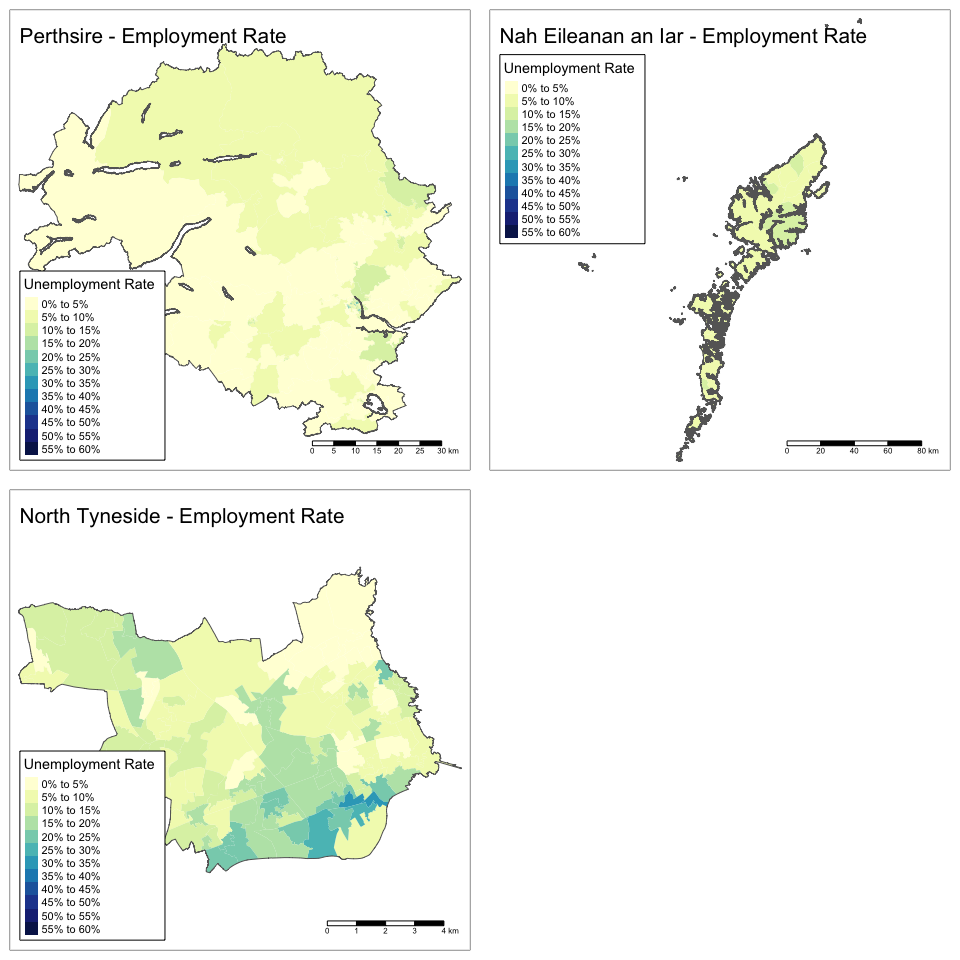 Perthsire - Employment Rate
Unemployment Rate
0% to 5%
5% to 10%
10% to 15%
15% to 20%
20% to 25%
25% to 30%
30% to 35%
35% to 40%
40% to 45%
45% to 50%
50% to 55%
55% to 60%
0 5 10 15 20 25 30 km
Nah Eileanan an Iar - Employment Rate
Unemployment Rate
0% to 5%
5% to 10%
10% to 15%
15% to 20%
20% to 25%
25% to 30%
30% to 35%
35% to 40%
40% to 45%
45% to 50%
50% to 55%
55% to 60%
0 20 40 60 80 km
North Tyneside - Employment Rate
Unemployment Rate
0% to 5%
5% to 10%
10% to 15%
15% to 20%
20% to 25%
25% to 30%
30% to 35%
35% to 40%
40% to 45%
45% to 50%
50% to 55%
55% to 60%
0 1 2 3 4 km